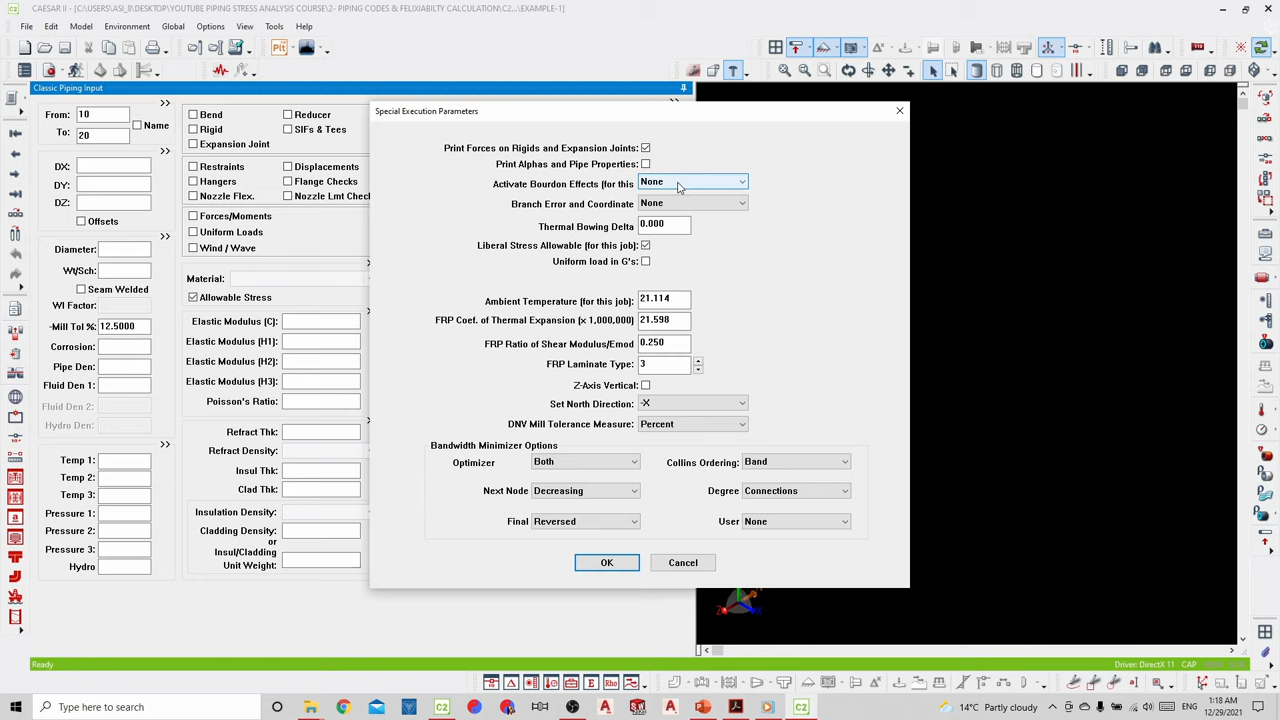 CAESAR II - [C:\USERS\ASI_8\DESKTOP\YOUTUBE PIPING STRESS ANALYSIS COURSE\2- PIPING CODES & FELIXIABILTY CALCULATION\C2...\EXAMPLE-1]
File Edit Model Environment Global Options View Tools Help
Classic Piping Input
From: 10 >>
To: 20 Name
>>
DX:
DY:
DZ:
Offsets
>>
Diameter:
Wt/Sch:
Seam Welded
WI Factor:
-Mill Tol %: 12.5000
Corrosion:
Pipe Den:
Fluid Den 1:
Fluid Den 2:
Hydro Den:
>>
Temp 1:
Temp 2:
Temp 3:
Pressure 1:
Pressure 2:
Pressure 3:
Hydro
Bend Reducer
Rigid SIFs & Tees
Expansion Joint
Restraints Displacements
Hangers Flange Checks
Nozzle Flex. Nozzle Lmt Chec
Forces/Moments
Uniform Loads
Wind / Wave
Material:
Allowable Stress
Elastic Modulus (C):
Elastic Modulus (H1):
Elastic Modulus (H2):
Elastic Modulus (H3):
Poisson's Ratio:
Refract Thk:
Refract Density:
Insul Thk:
Clad Thk:
Insulation Density:
Cladding Density:
or
Insul/Cladding
Unit Weight:
Special Execution Parameters
Print Forces on Rigids and Expansion Joints:
Print Alphas and Pipe Properties:
Activate Bourdon Effects (for this None
Branch Error and Coordinate None
Thermal Bowing Delta 0.000
Liberal Stress Allowable (for this job):
Uniform load in G's:
Ambient Temperature (for this job): 21.114
FRP Coef. of Thermal Expansion (x 1,000,000) 21.598
FRP Ratio of Shear Modulus/Emod 0.250
FRP Laminate Type: 3
Z-Axis Vertical:
Set North Direction: -X
DNV Mill Tolerance Measure: Percent
Bandwidth Minimizer Options
Optimizer Both Collins Ordering: Band
Next Node Decreasing Degree Connections
Final Reversed User None
OK Cancel
Z X
Ready Driver: DirectX 11 CAP
Type here to search 14°C Partly cloudy 1:18 AM
12/29/2021